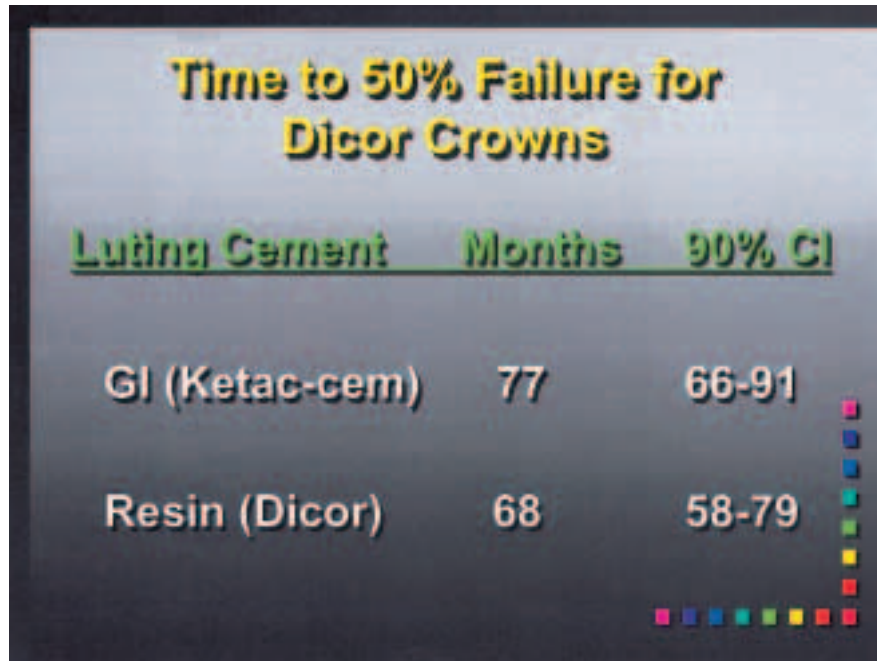 Time to 50% Failure for
Dicor Crowns
Luting Cement Months 90% CI
GI (Ketac-cem) 77 66-91
Resin (Dicor) 68 58-79